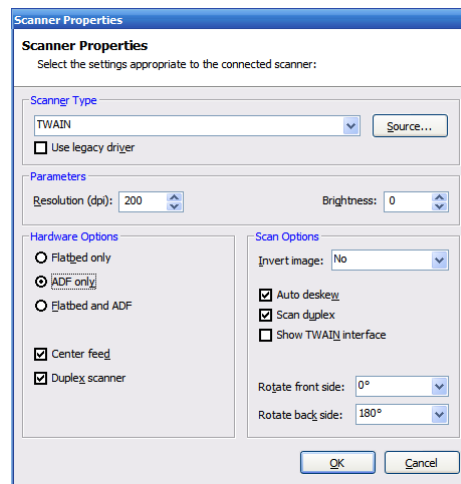 Scanner Properties
Scanner Properties
Select the settings appropriate to the connected scanner:
Scanner Type
TWAIN
Source...
Use legacy driver
Parameters
Resolution (dpi): 200 Brightness: 0
Hardware Options
Flatbed only
ADF only
Flatbed and ADF
Center feed
Duplex scanner
Scan Options
Invert image: No
Auto deskew
Scan duplex
Show TWAIN interface
Rotate front side: 0°
Rotate back side: 180°
OK Cancel